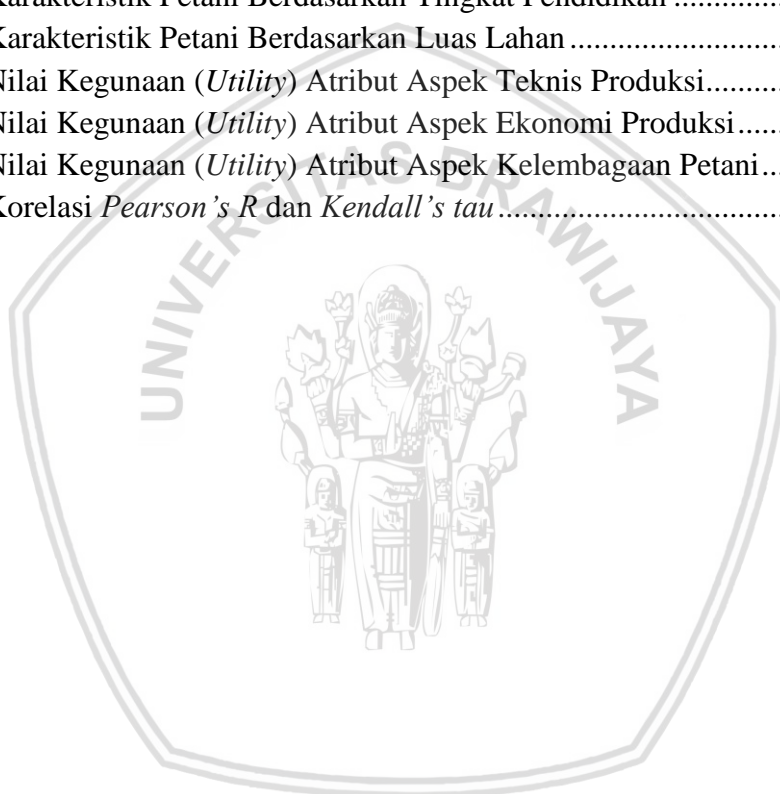 Karakteristik Petani Berdasarkan Tingkat Pendidikan ............
Karakteristik Petani Berdasarkan Luas Lahan ........................
Nilai Kegunaan (Utility) Atribut Aspek Teknis Produksi.........
Nilai Kegunaan (Utility) Atribut Aspek Ekonomi Produksi.....
Nilai Kegunaan (Utility) Atribut Aspek Kelembagaan Petani..
Korelasi Pearson's R dan Kendall's tau ................................
UNIVERSITAS BRAWIJAYA